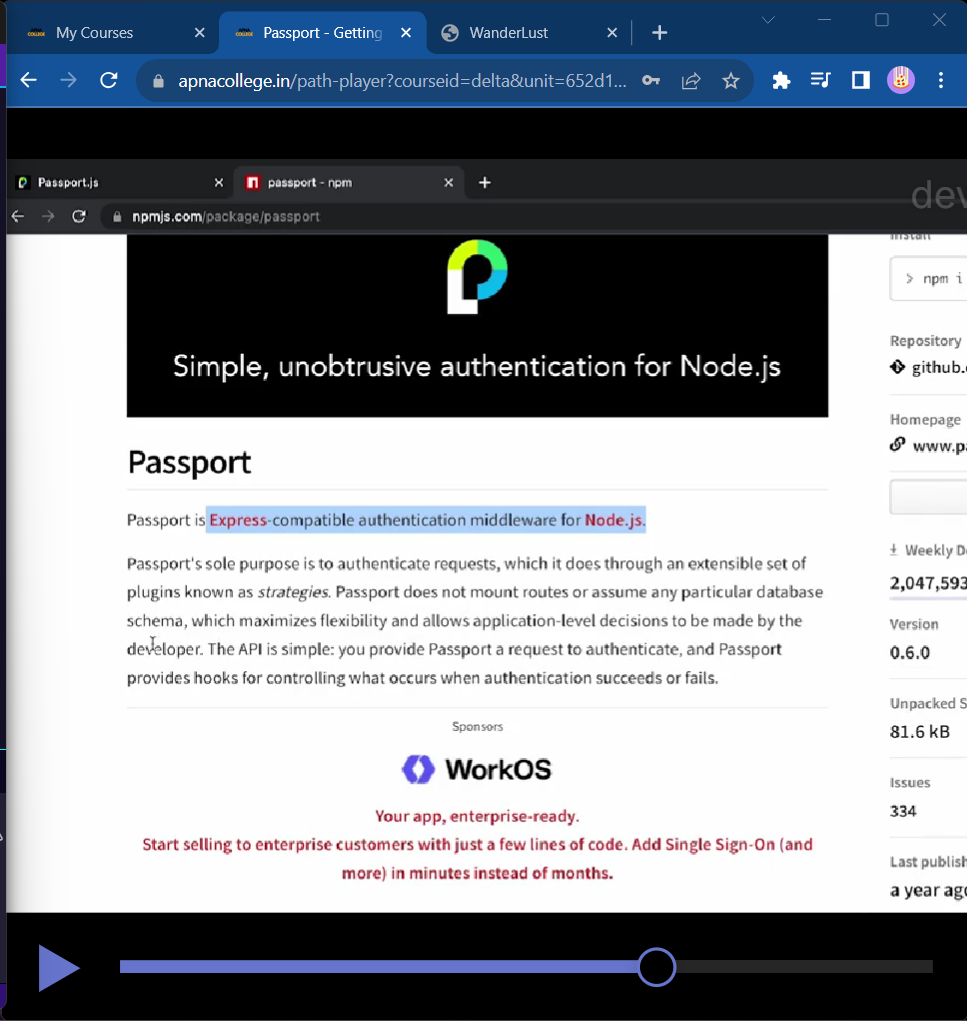 My Courses
Passport - Getting
WanderLust
apnacollege.in/path-player?courseid=delta&unit=652d1...
Passport.js
passport - npm
dev
npmjs.com/package/passport
Install
> npm i
Simple, unobtrusive authentication for Node.js
Repository
github.
Homepage
www.pa
Passport
Passport is Express-compatible authentication middleware for Node.js.
Passport's sole purpose is to authenticate requests, which it does through an extensible set of
plugins known as strategies. Passport does not mount routes or assume any particular database
schema, which maximizes flexibility and allows application-level decisions to be made by the
developer. The API is simple: you provide Passport a request to authenticate, and Passport
provides hooks for controlling what occurs when authentication succeeds or fails.
Weekly Do
2,047,593
Version
0.6.0
Unpacked S
81.6 kB
Issues
334
Last publish
a year ago
Sponsors
WorkOS
Your app, enterprise-ready.
Start selling to enterprise customers with just a few lines of code. Add Single Sign-On (and
more) in minutes instead of months.